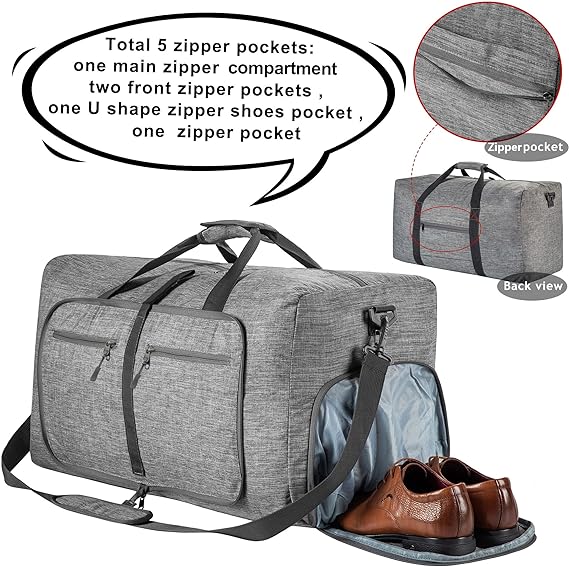 Total 5 zipper pockets:
one main zipper compartment
two front zipper pockets ,
one U shape zipper shoes pocket ,
one zipper pocket
Zipperpocket
Back view